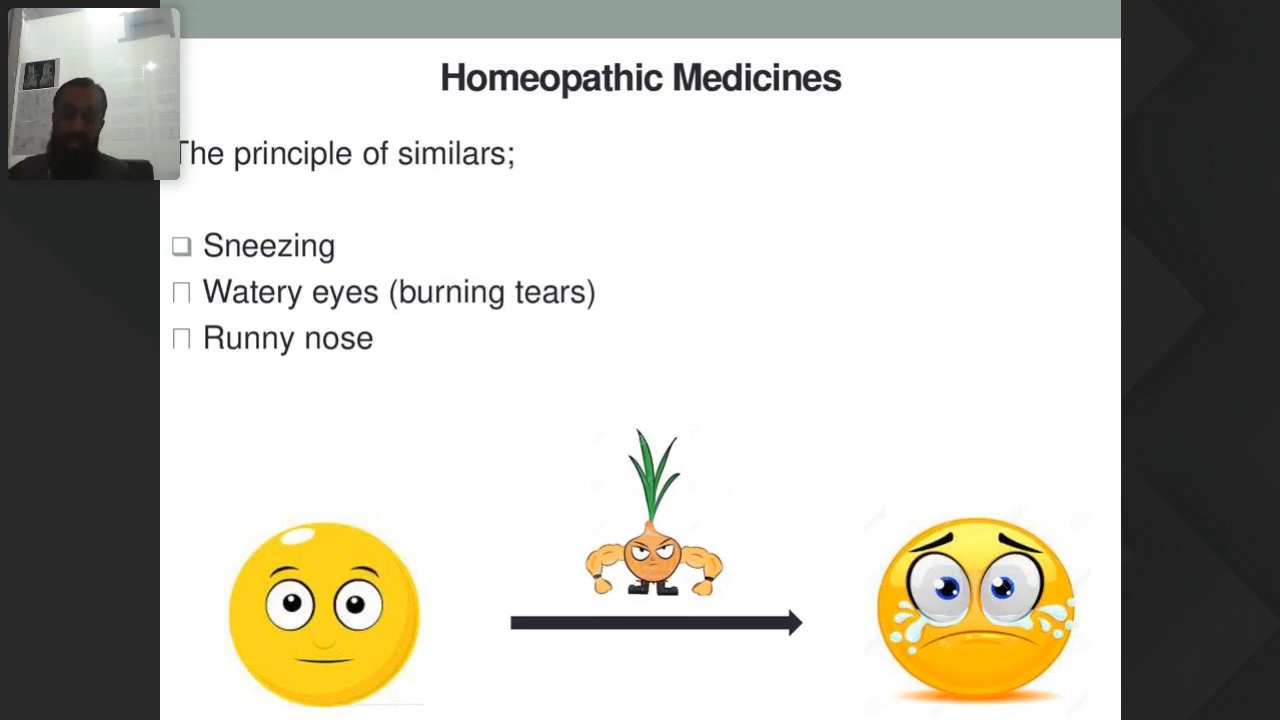 Homeopathic Medicines
The principle of similars;
Sneezing
Watery eyes (burning tears)
Runny nose